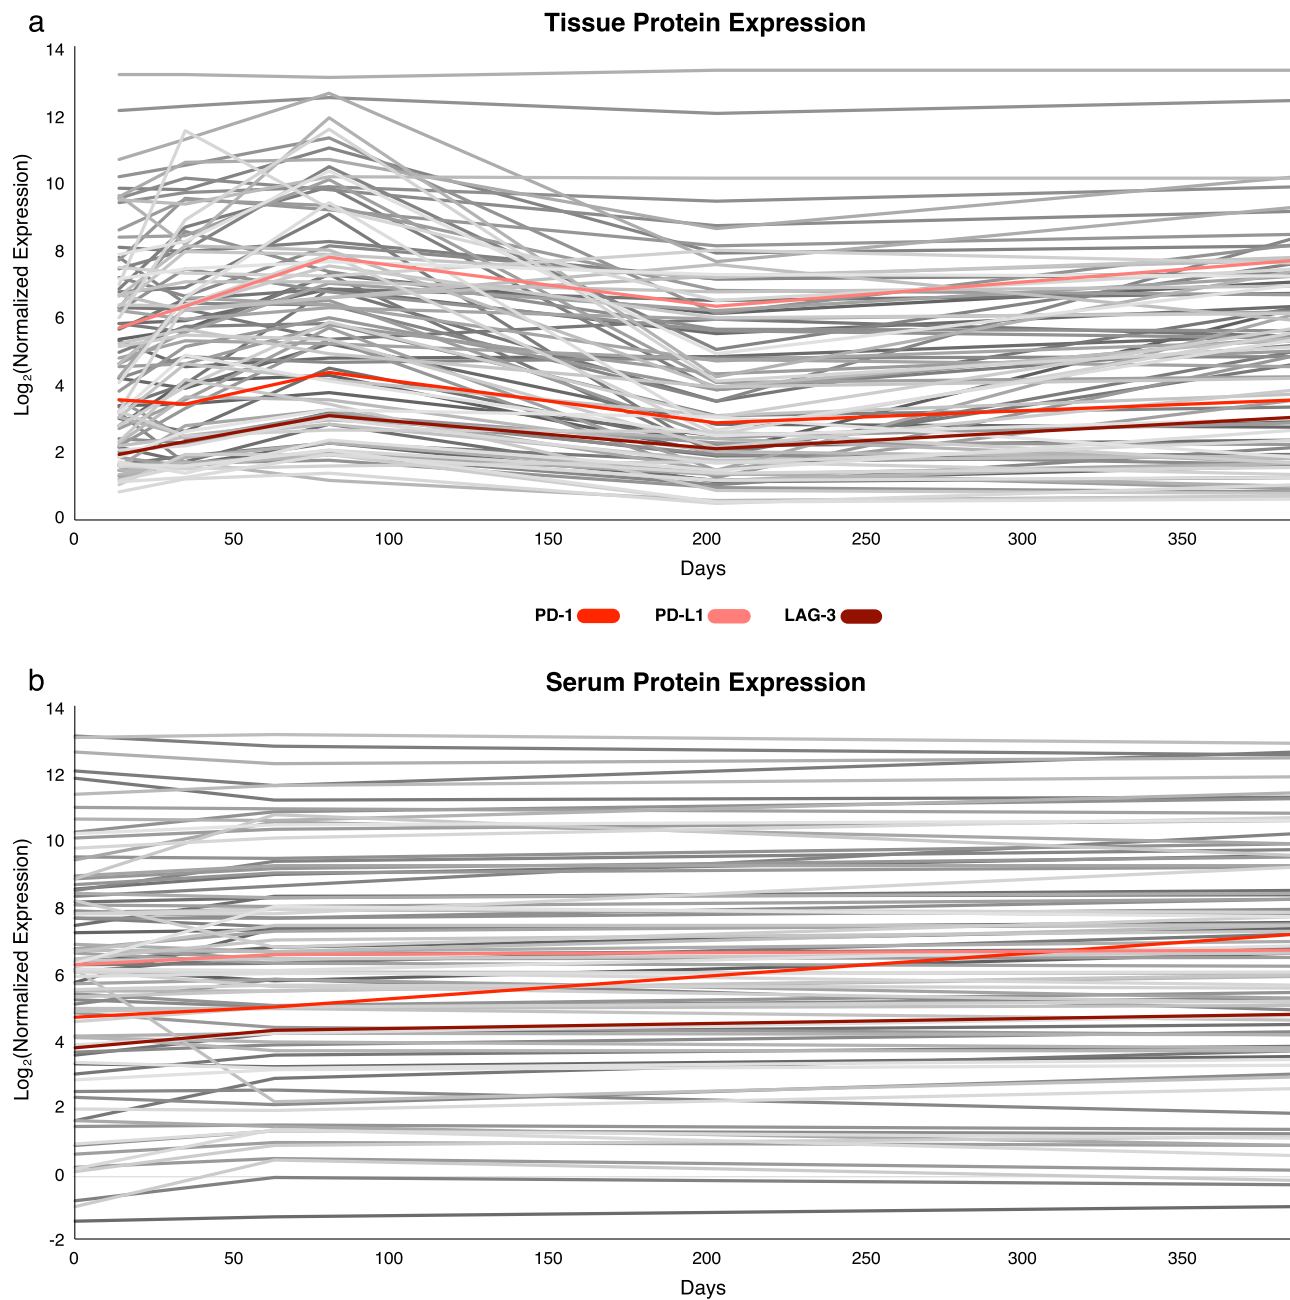 a
Tissue Protein Expression
14
12
10
8
6
4
2
0
Log₂(Normalized Expression)
0 50 100 150 200 250 300 350
Days
PD-1 PD-L1 LAG-3
b
Serum Protein Expression
14
12
10
8
6
4
2
0
-2
Log₂(Normalized Expression)
0 50 100 150 200 250 300 350
Days